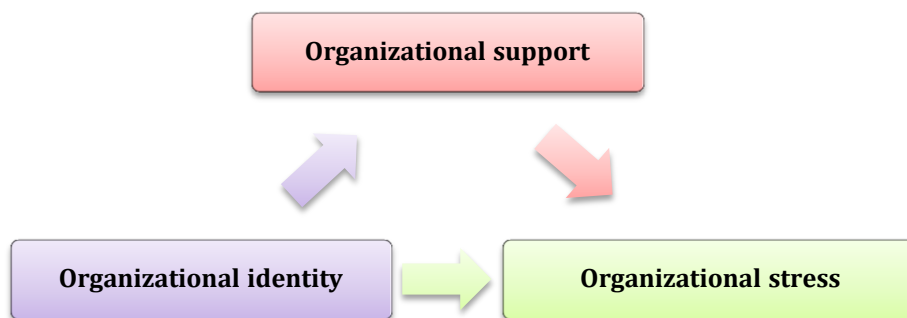 Organizational support
Organizational identity
Organizational stress